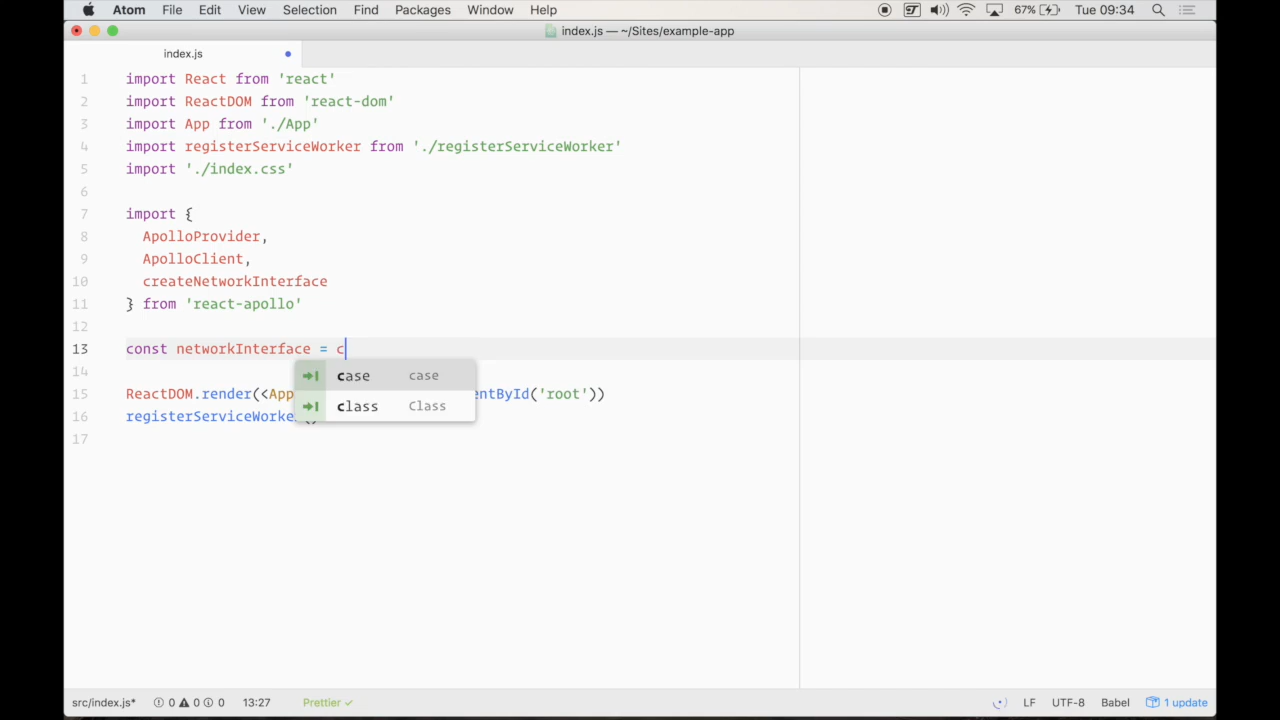 Atom File Edit View Selection Find Packages Window Help 67% Tue 09:34
index.js — ~/Sites/example-app
index.js
1 import React from 'react'
2 import ReactDOM from 'react-dom'
3 import App from './App'
4 import registerServiceWorker from './registerServiceWorker'
5 import './index.css'
6
7 import {
8 ApolloProvider,
9 ApolloClient,
10 createNetworkInterface
11 } from 'react-apollo'
12
13 const networkInterface = c
14 case case
15 ReactDOM.render(<App entById('root'))
class Class
16 registerServiceWorke ()
17
src/index.js* 0 0 0 13:27 Prettier ✓ LF UTF-8 Babel 1 update